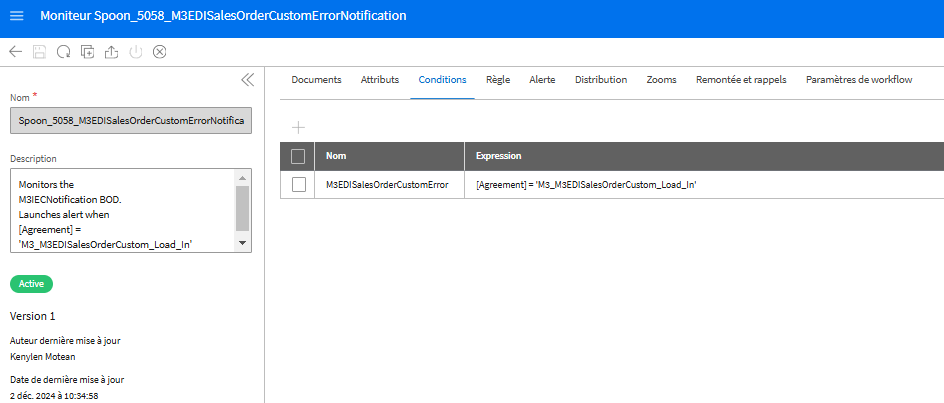 Moniteur Spoon_5058_M3EDISalesOrderCustomErrorNotification
Documents Attributs Conditions Règle Alerte Distribution Zooms Remontée et rappels Paramètres de workflow
Nom *
Spoon_5058_M3EDISalesOrderCustomErrorNotifica
Description
Monitors the
M3IECNotification BOD.
Launches alert when
[Agreement] =
'M3_M3EDISalesOrderCustom_Load_In'
Active
Version 1
Auteur dernière mise à jour
Kenylen Motean
Date de dernière mise à jour
2 déc. 2024 à 10:34:58
Nom Expression
M3EDISalesOrderCustomError [Agreement] = 'M3_M3EDISalesOrderCustom_Load_In'